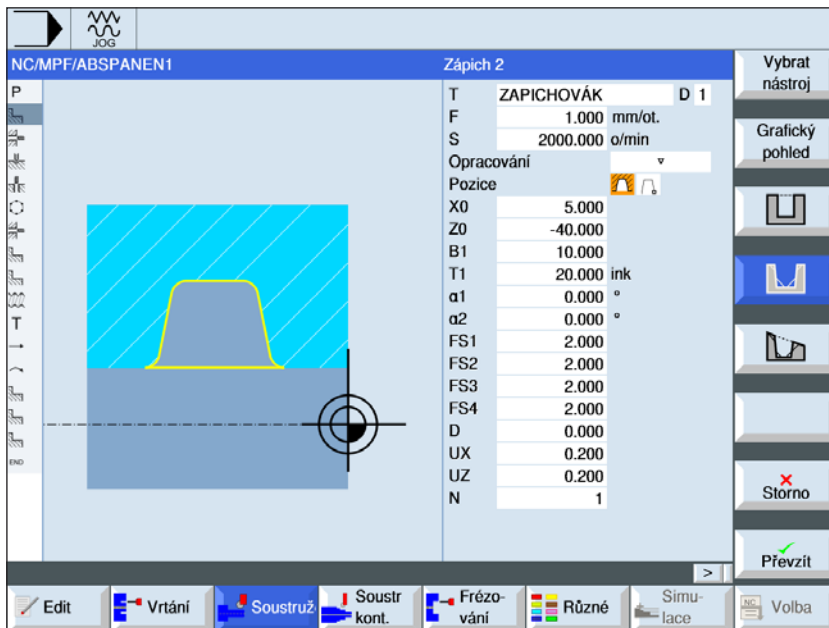 JOG
NC/MPF/ABSPANEN1
Zápich 2
P
T
END
T ZAPICHOVÁK D 1
F 1.000 mm/ot.
S 2000.000 o/min
Opracování ▿
Pozice
X0 5.000
Z0 -40.000
B1 10.000
T1 20.000 ink
α1 0.000 °
α2 0.000 °
FS1 2.000
FS2 2.000
FS3 2.000
FS4 2.000
D 0.000
UX 0.200
UZ 0.200
N 1
Vybrat
nástroj
Grafický
pohled
Storno
Převzít
>
Edit
Vrtání
Soustruž
Soustr
kont.
Frézo-
vání
Různé
Simu-
lace
NC
Volba